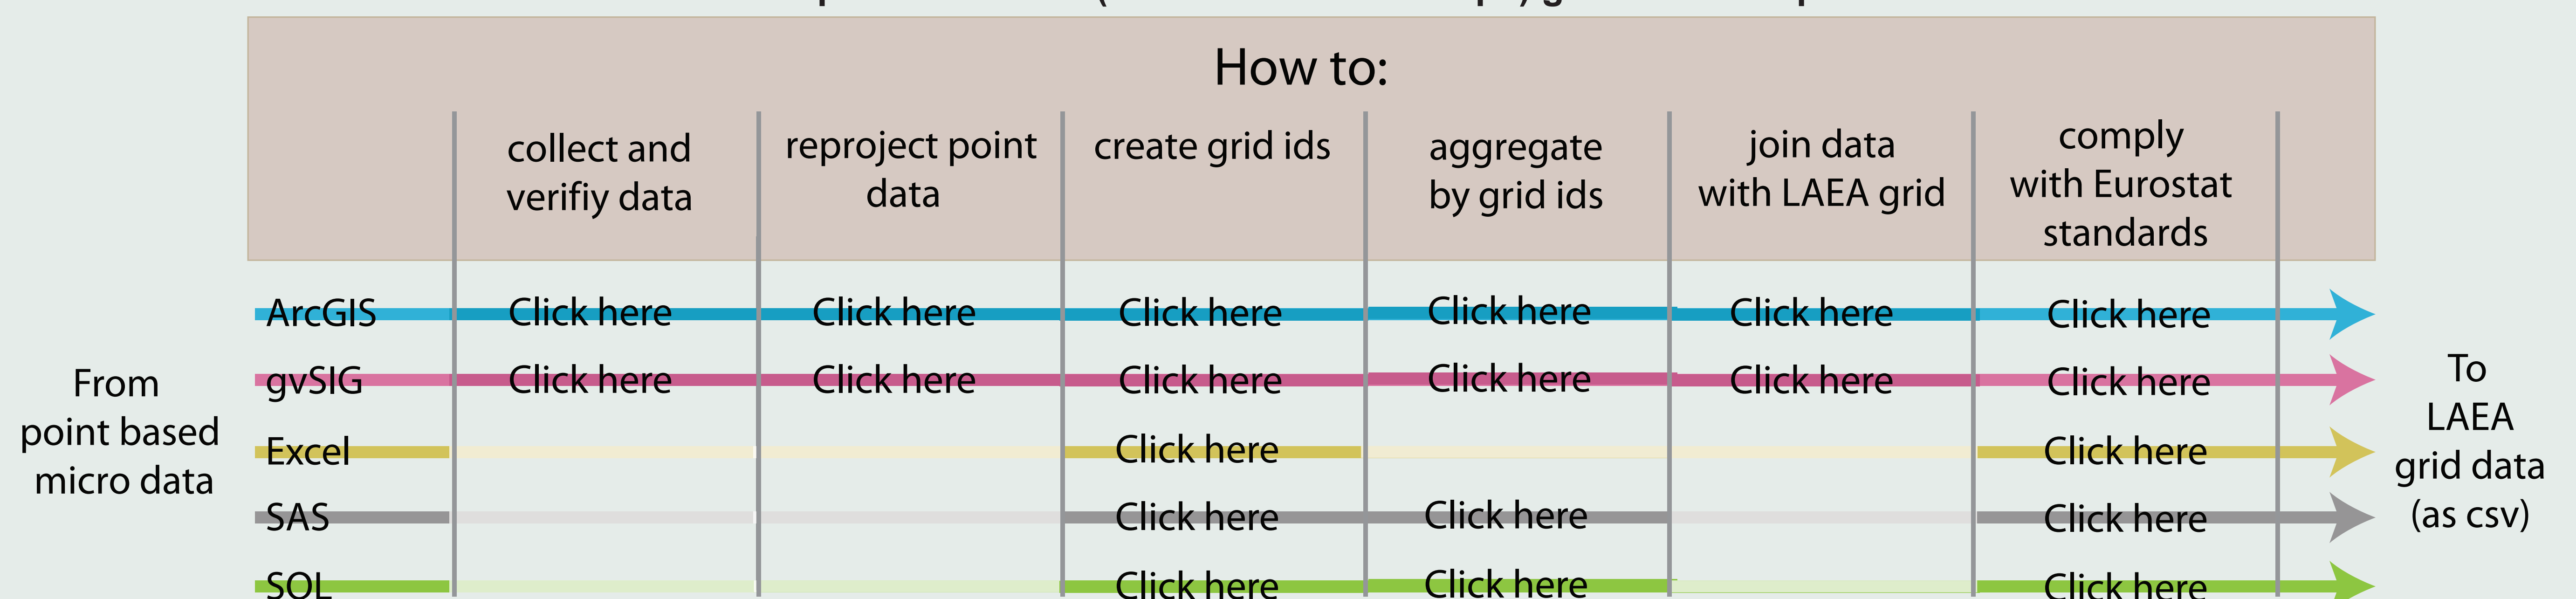 How to:
collect and
verifiy data
reproject point
data
create grid ids
aggregate
by grid ids
join data
with LAEA grid
comply
with Eurostat
standards
From
point based
micro data
ArcGIS Click here Click here Click here Click here Click here Click here
gvSIG Click here Click here Click here Click here Click here Click here
Excel Click here Click here
SAS Click here Click here Click here
SQL Click here Click here Click here
To
LAEA
grid data
(as csv)